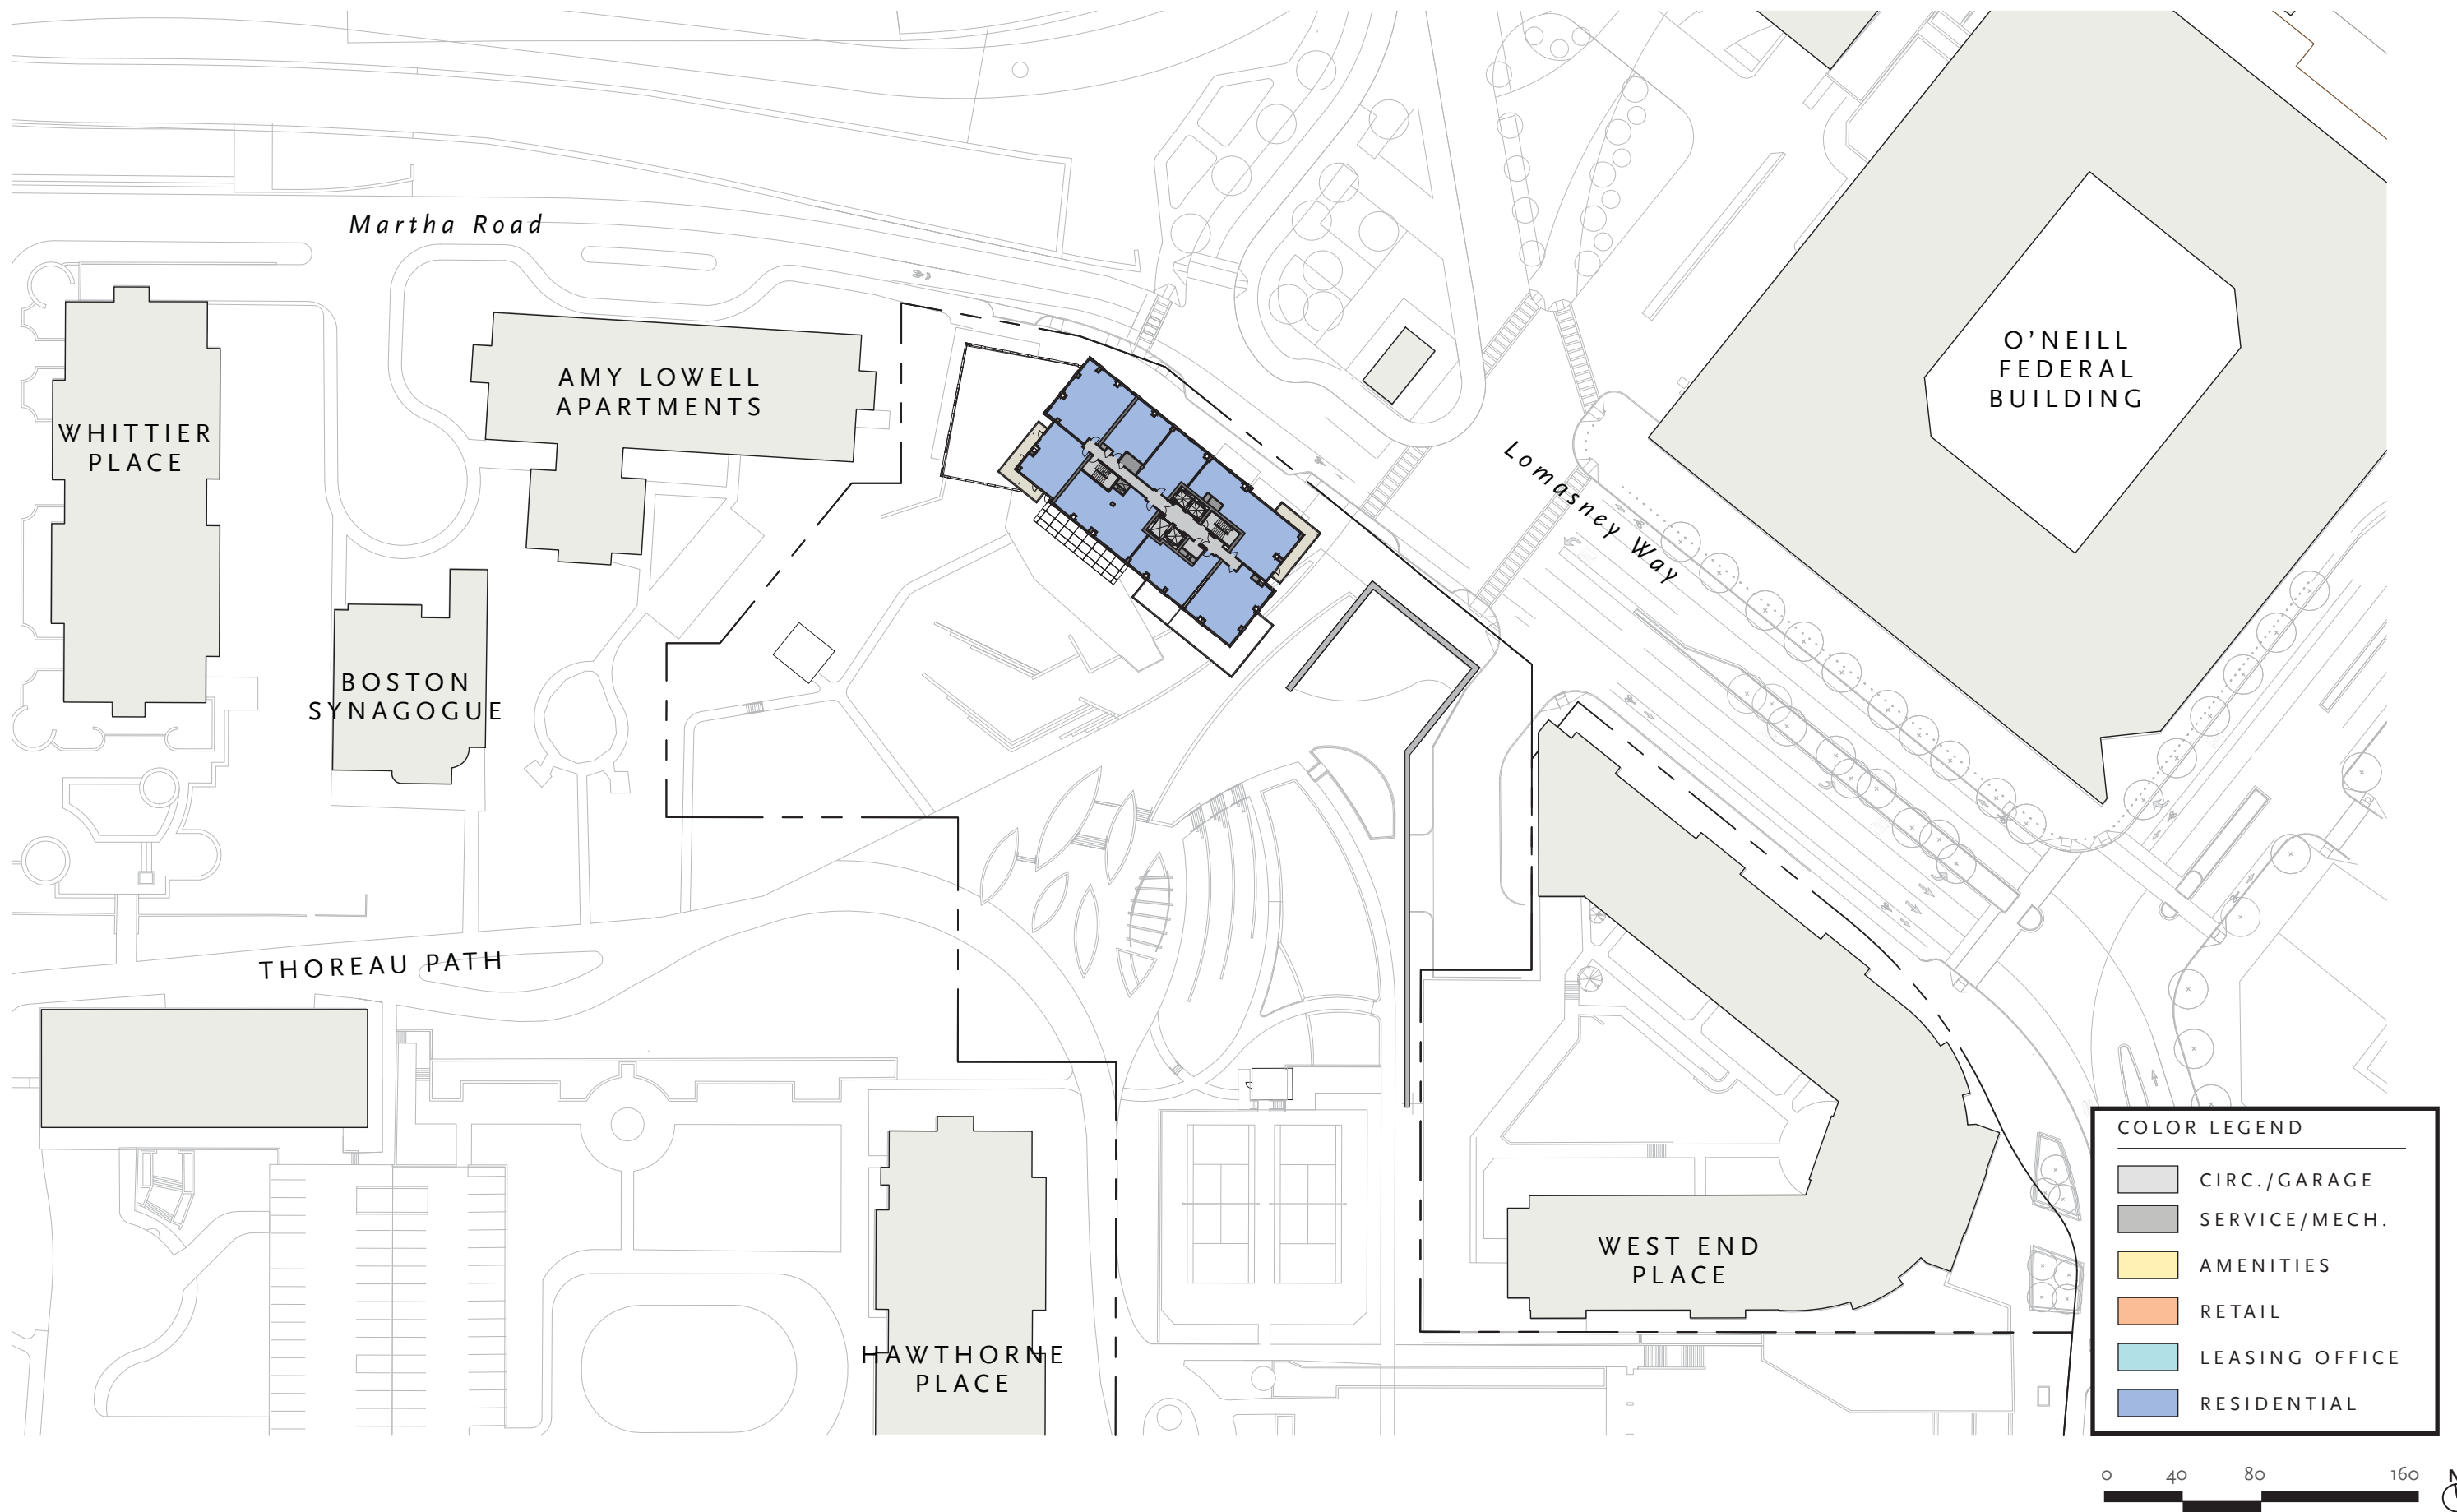 Martha Road
O'NEILL
FEDERAL
BUILDING
AMY LOWELL
APARTMENTS
WHITTIER
PLACE
Lomasney Way
BOSTON
SYNAGOGUE
THOREAU PATH
WEST END
PLACE
HAWTHORNE
PLACE
COLOR LEGEND
CIRC./GARAGE
SERVICE/MECH.
AMENITIES
RETAIL
LEASING OFFICE
RESIDENTIAL
0 40 80 160
N